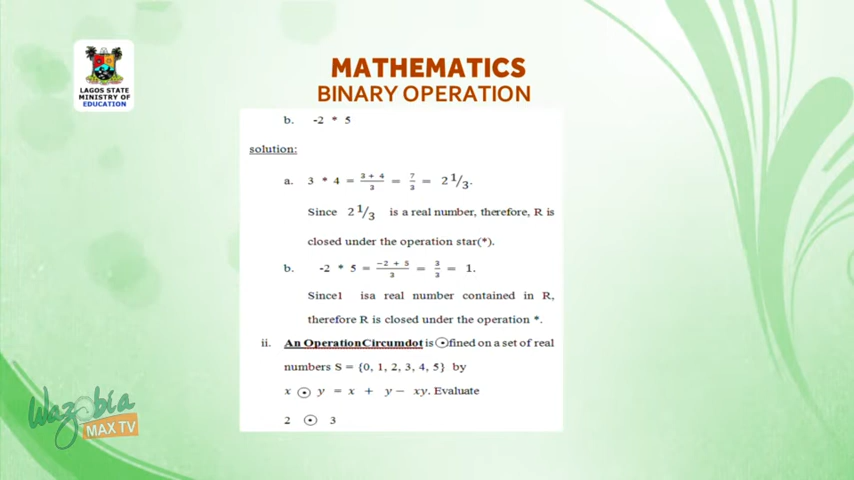 LAGOS STATE
MINISTRY OF
EDUCATION
MATHEMATICS
BINARY OPERATION
b. -2 * 5
solution:
a. 3 * 4 = (3 + 4)/3 = 7/3 = 2 1/3.
Since 2 1/3 is a real number, therefore, R is
closed under the operation star(*).
b. -2 * 5 = (−2 + 5)/3 = 3/3 = 1.
Since1 isa real number contained in R,
therefore R is closed under the operation *.
ii. An OperationCircumdot is ⊙fined on a set of real
numbers S = {0, 1, 2, 3, 4, 5} by
x ⊙ y = x + y − xy. Evaluate
2 ⊙ 3
Wazobia
MAX TV